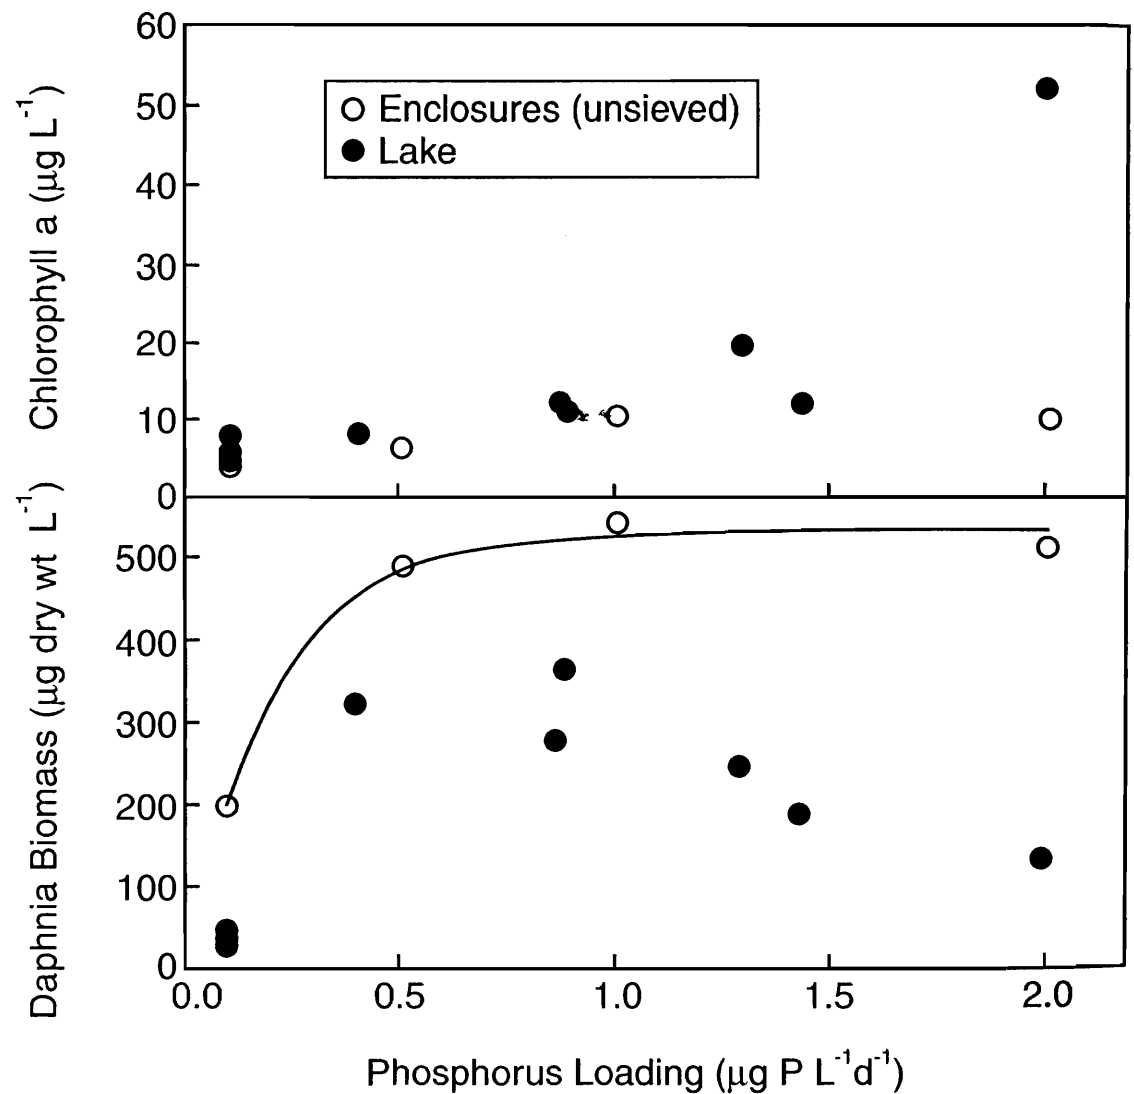 Chlorophyll a (µg L⁻¹)
60
50
40
30
20
10
0
Enclosures (unsieved)
Lake
Daphnia Biomass (µg dry wt L⁻¹)
500
400
300
200
100
0
0.0 0.5 1.0 1.5 2.0
Phosphorus Loading (µg P L⁻¹d⁻¹)